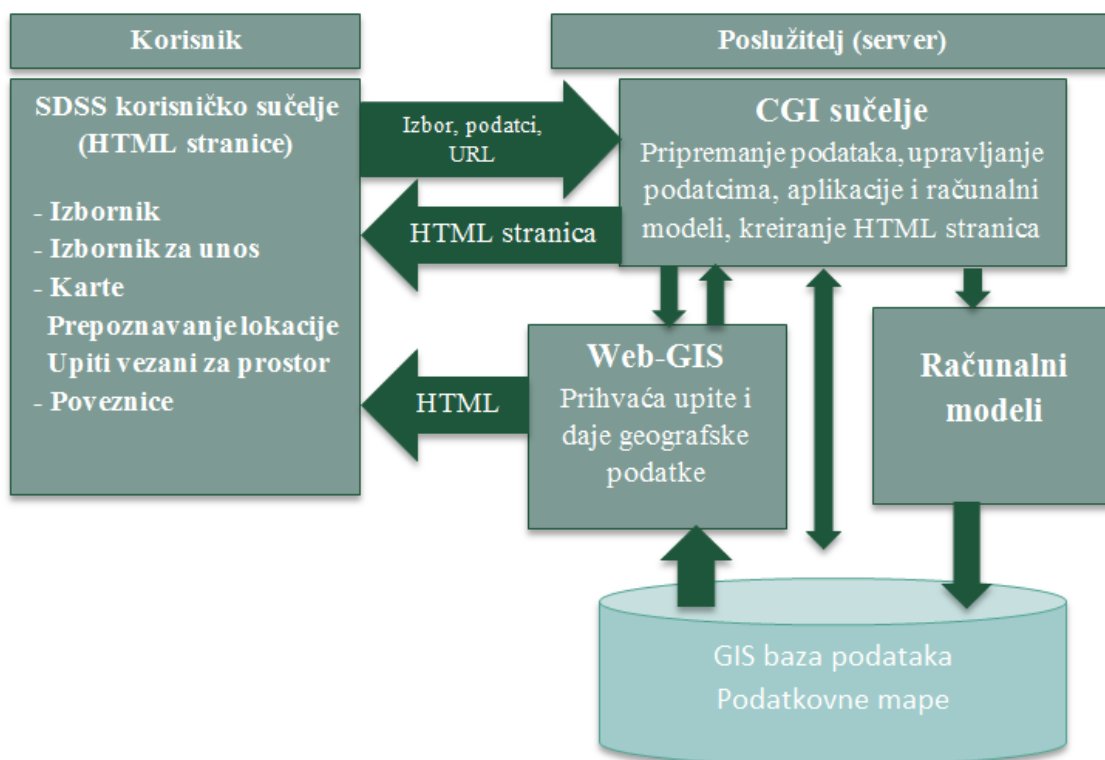 Korisnik
Poslužitelj (server)
SDSS korisničko sučelje
(HTML stranice)
- Izbornik
- Izbornik za unos
- Karte
Prepoznavanje lokacije
Upiti vezani za prostor
- Poveznice
Izbor, podatci,
URL
HTML stranica
HTML
CGI sučelje
Pripremanje podataka, upravljanje
podatcima, aplikacije i računalni
modeli, kreiranje HTML stranica
Web-GIS
Prihvaća upite i
daje geografske
podatke
Računalni
modeli
GIS baza podataka
Podatkovne mape